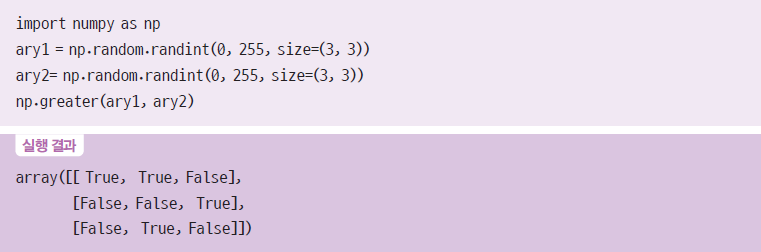 import numpy as np
ary1 = np.random.randint(0, 255, size=(3, 3))
ary2= np.random.randint(0, 255, size=(3, 3))
np.greater(ary1, ary2)
실행 결과
array([[ True, True, False],
[False, False, True],
[False, True, False]])